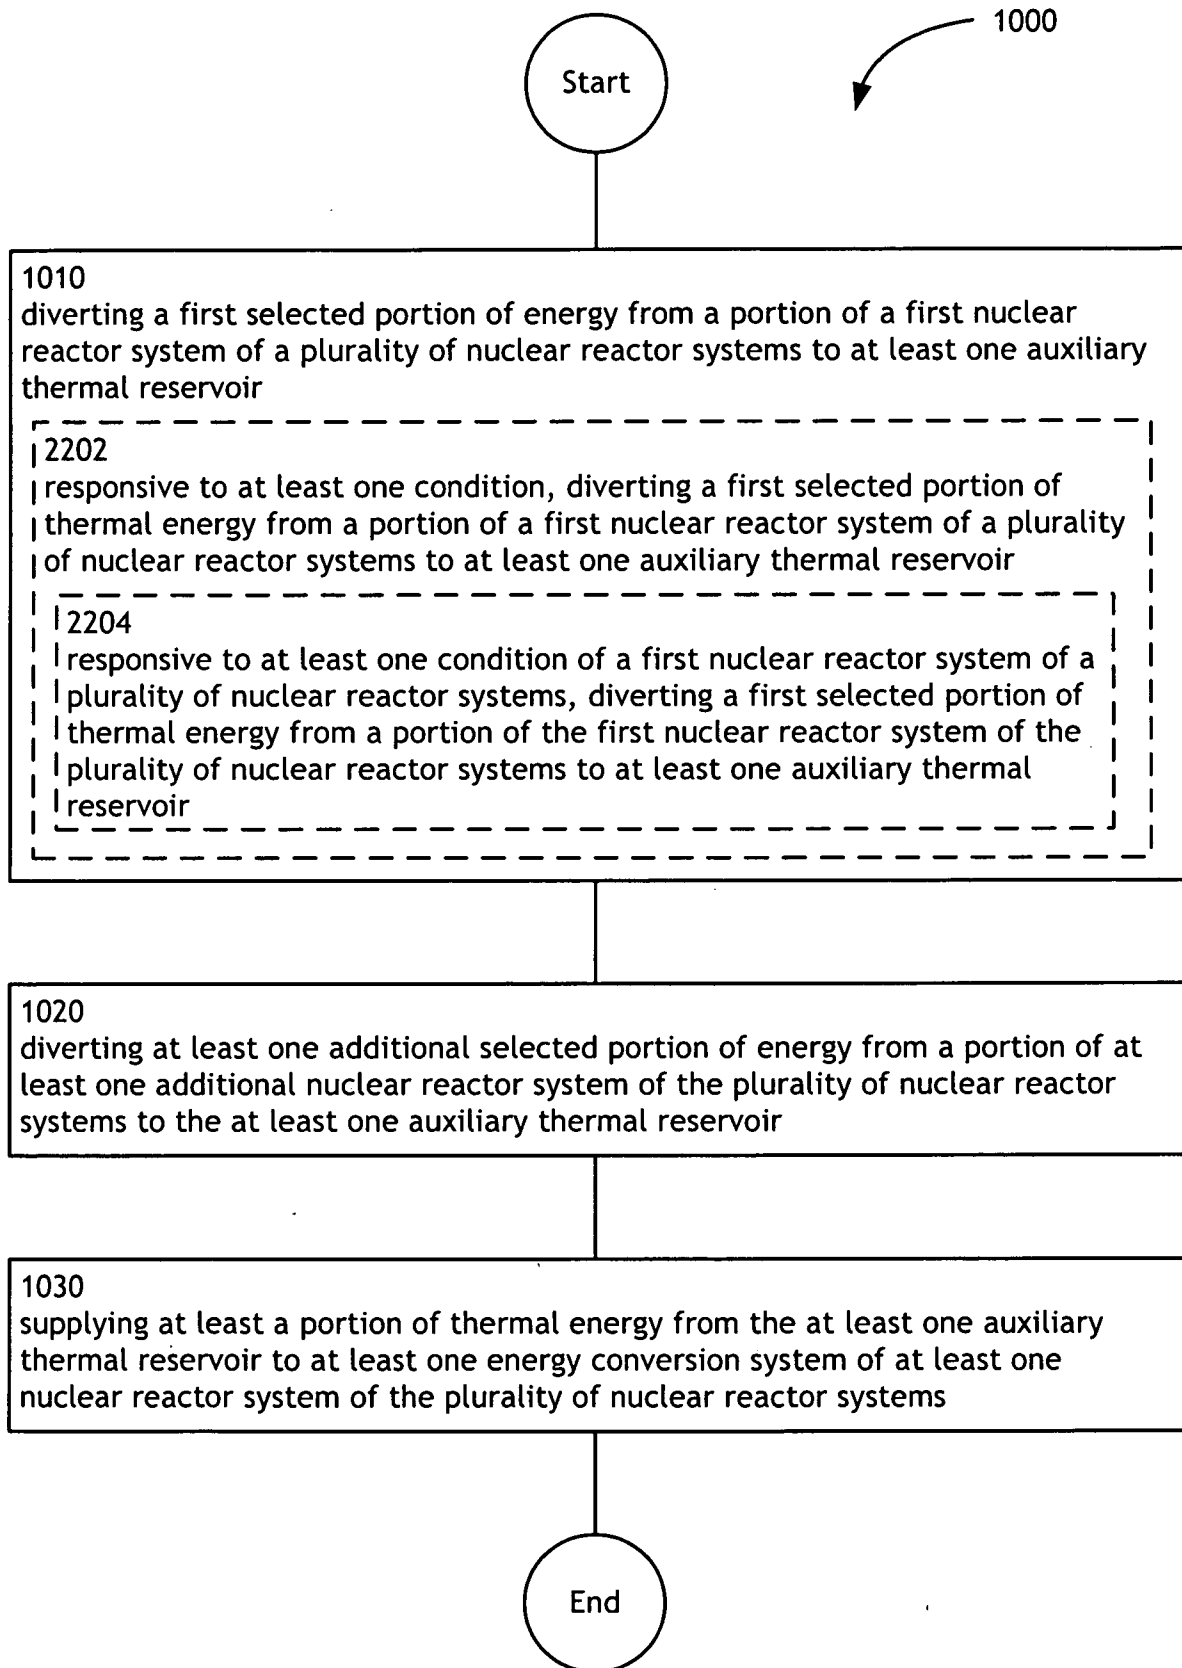 1000
Start
1010
diverting a first selected portion of energy from a portion of a first nuclear
reactor system of a plurality of nuclear reactor systems to at least one auxiliary
thermal reservoir
2202
responsive to at least one condition, diverting a first selected portion of
thermal energy from a portion of a first nuclear reactor system of a plurality
of nuclear reactor systems to at least one auxiliary thermal reservoir
2204
responsive to at least one condition of a first nuclear reactor system of a
plurality of nuclear reactor systems, diverting a first selected portion of
thermal energy from a portion of the first nuclear reactor system of the
plurality of nuclear reactor systems to at least one auxiliary thermal
reservoir
1020
diverting at least one additional selected portion of energy from a portion of at
least one additional nuclear reactor system of the plurality of nuclear reactor
systems to the at least one auxiliary thermal reservoir
1030
supplying at least a portion of thermal energy from the at least one auxiliary
thermal reservoir to at least one energy conversion system of at least one
nuclear reactor system of the plurality of nuclear reactor systems
End